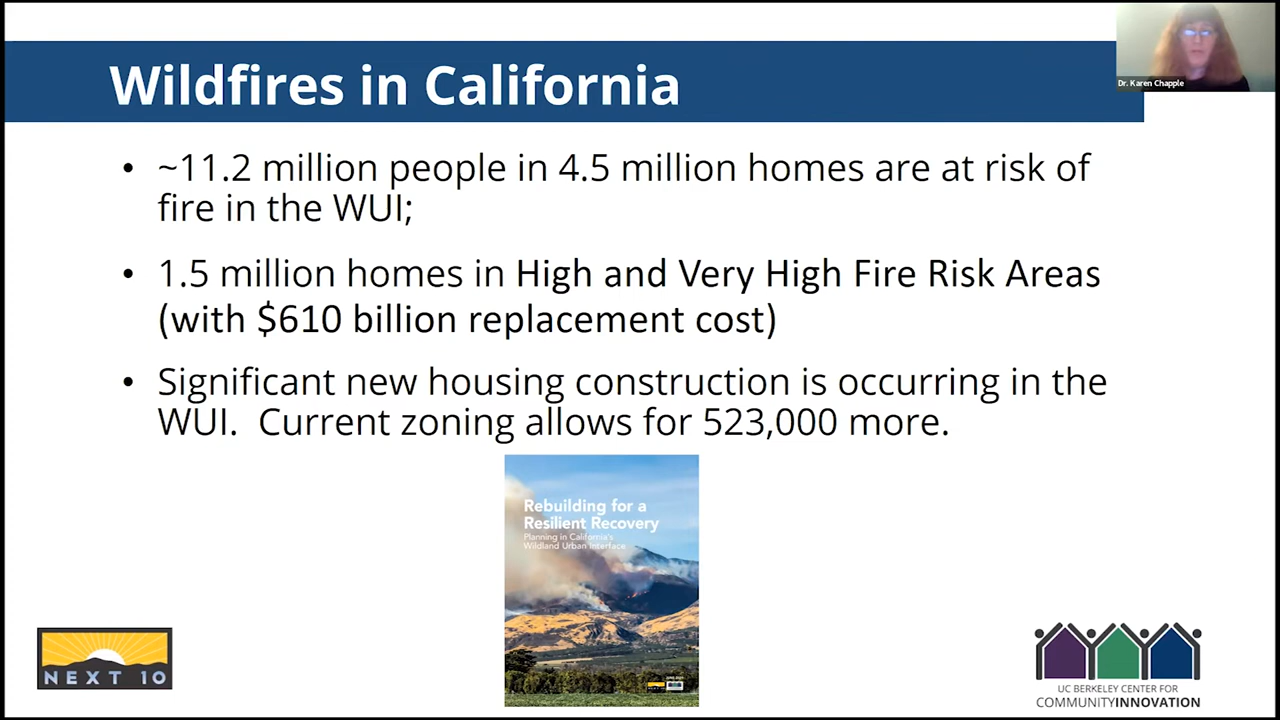 Wildfires in California
Dr. Karen Chapple
• ~11.2 million people in 4.5 million homes are at risk of
fire in the WUI;
• 1.5 million homes in High and Very High Fire Risk Areas
(with $610 billion replacement cost)
• Significant new housing construction is occurring in the
WUI.  Current zoning allows for 523,000 more.
Rebuilding for a
Resilient Recovery
Planning in California's
Wildland Urban Interface
NEXT 10
UC BERKELEY CENTER FOR
COMMUNITYINNOVATION